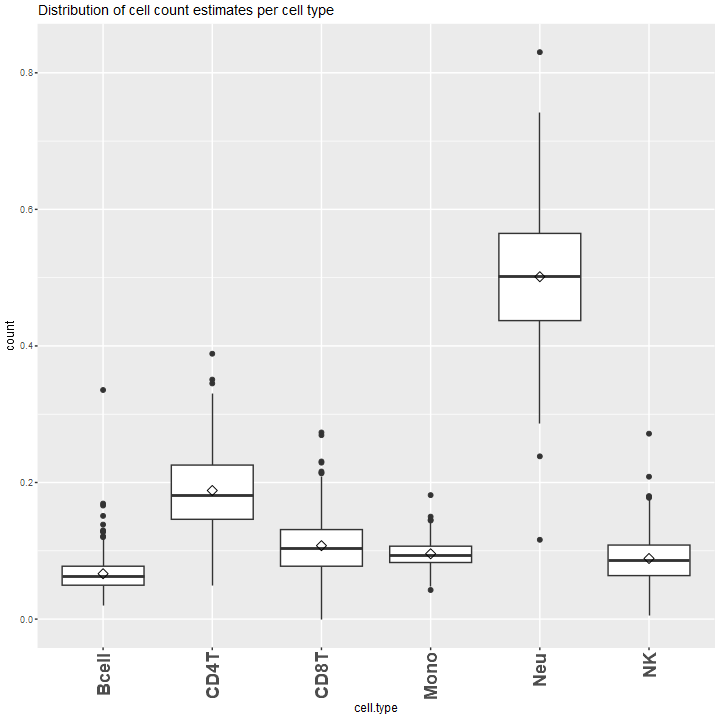 Distribution of cell count estimates per cell type
count
0.8
0.6
0.4
0.2
0.0
Bcell
CD4T
CD8T
Mono
Neu
NK
cell.type